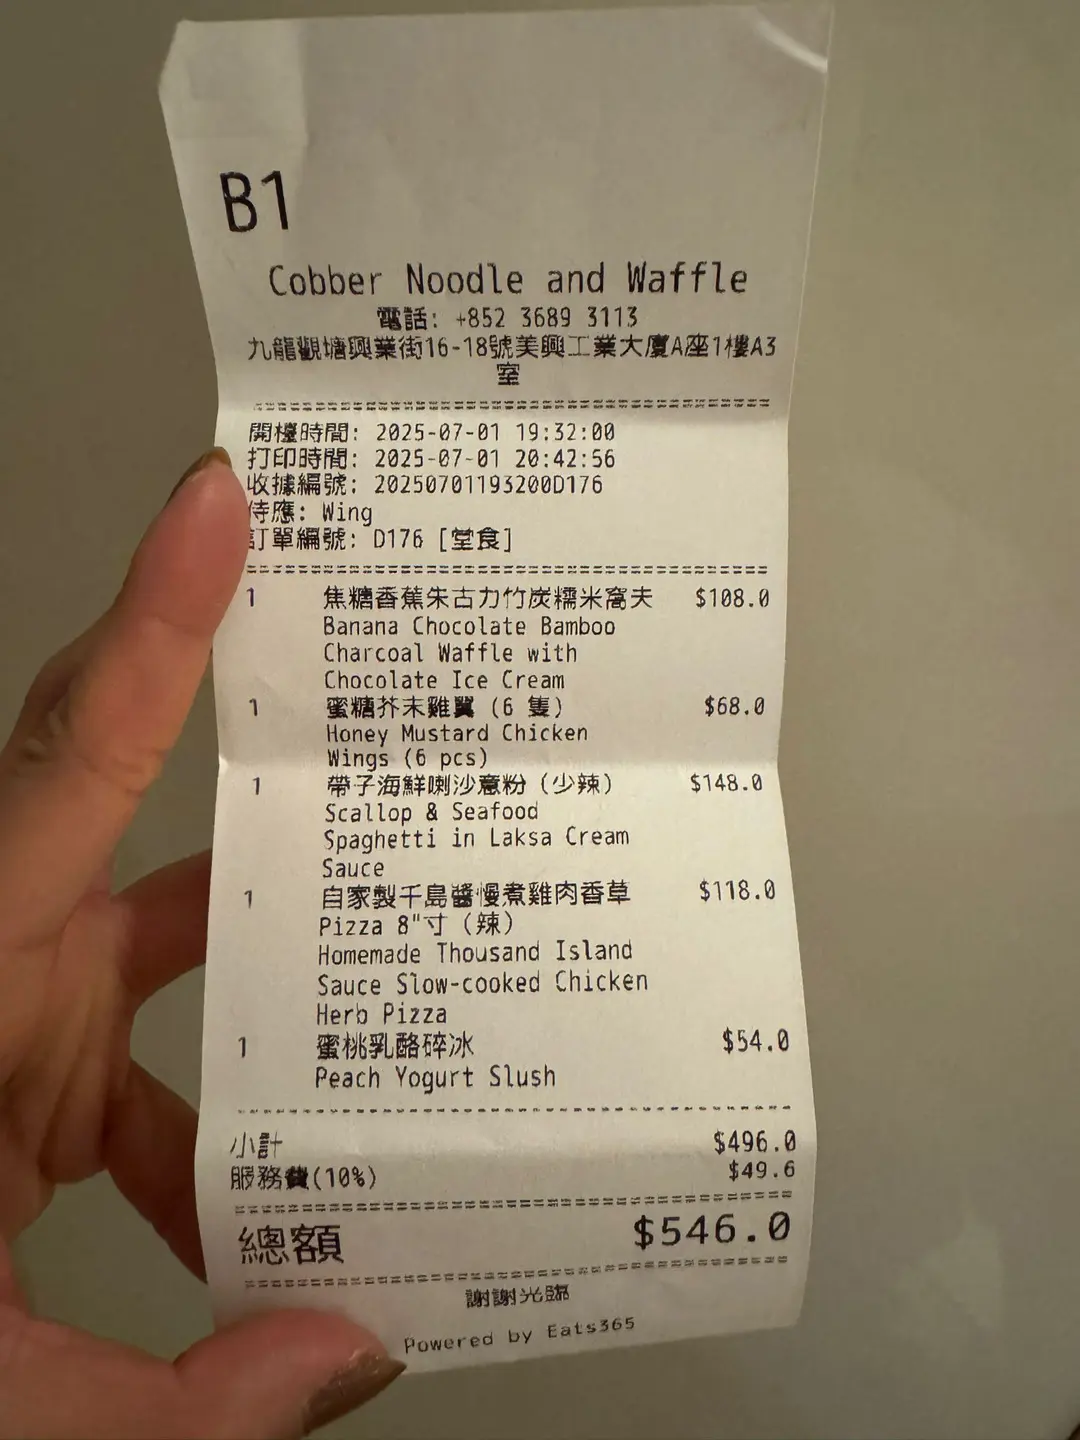 B1
Cobber Noodle and Waffle
電話: +852 3689 3113
九龍觀塘興業街16-18號美興工業大廈A座1樓A3
室
開檯時間: 2025-07-01 19:32:00
打印時間: 2025-07-01 20:42:56
收據編號: 20250701193200D176
侍應: Wing
訂單編號: D176 [堂食]
1 焦糖香蕉朱古力竹炭糯米窩夫 $108.0
Banana Chocolate Bamboo
Charcoal Waffle with
Chocolate Ice Cream
1 蜜糖芥末雞翼 (6 隻) $68.0
Honey Mustard Chicken
Wings (6 pcs)
1 帶子海鮮喇沙意粉 (少辣) $148.0
Scallop & Seafood
Spaghetti in Laksa Cream
Sauce
1 自家製千島醬慢煮雞肉香草 $118.0
Pizza 8"寸 (辣)
Homemade Thousand Island
Sauce Slow-cooked Chicken
Herb Pizza
1 蜜桃乳酪碎冰 $54.0
Peach Yogurt Slush
小計 $496.0
服務費(10%) $49.6
總額 $546.0
謝謝光臨
Powered by Eats365